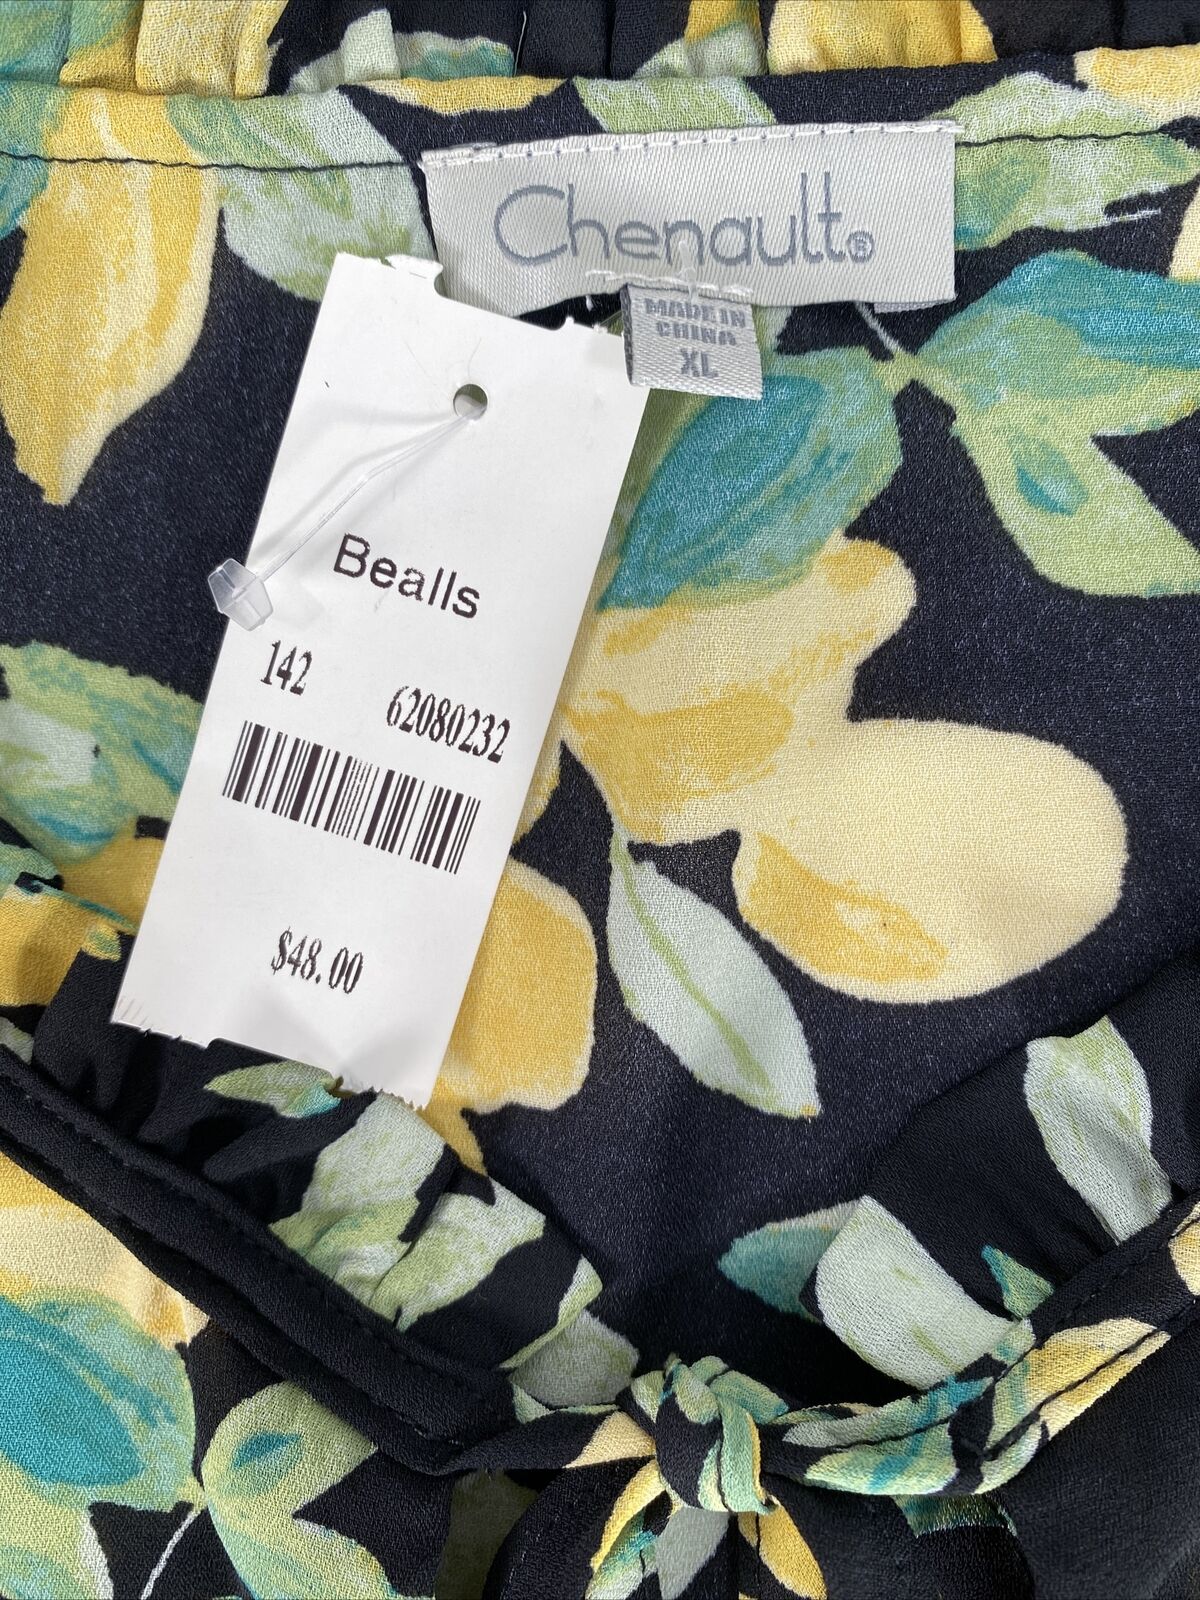 Chenault®
MADE IN
CHINA
XL
Bealls
142 62080232
$48.00